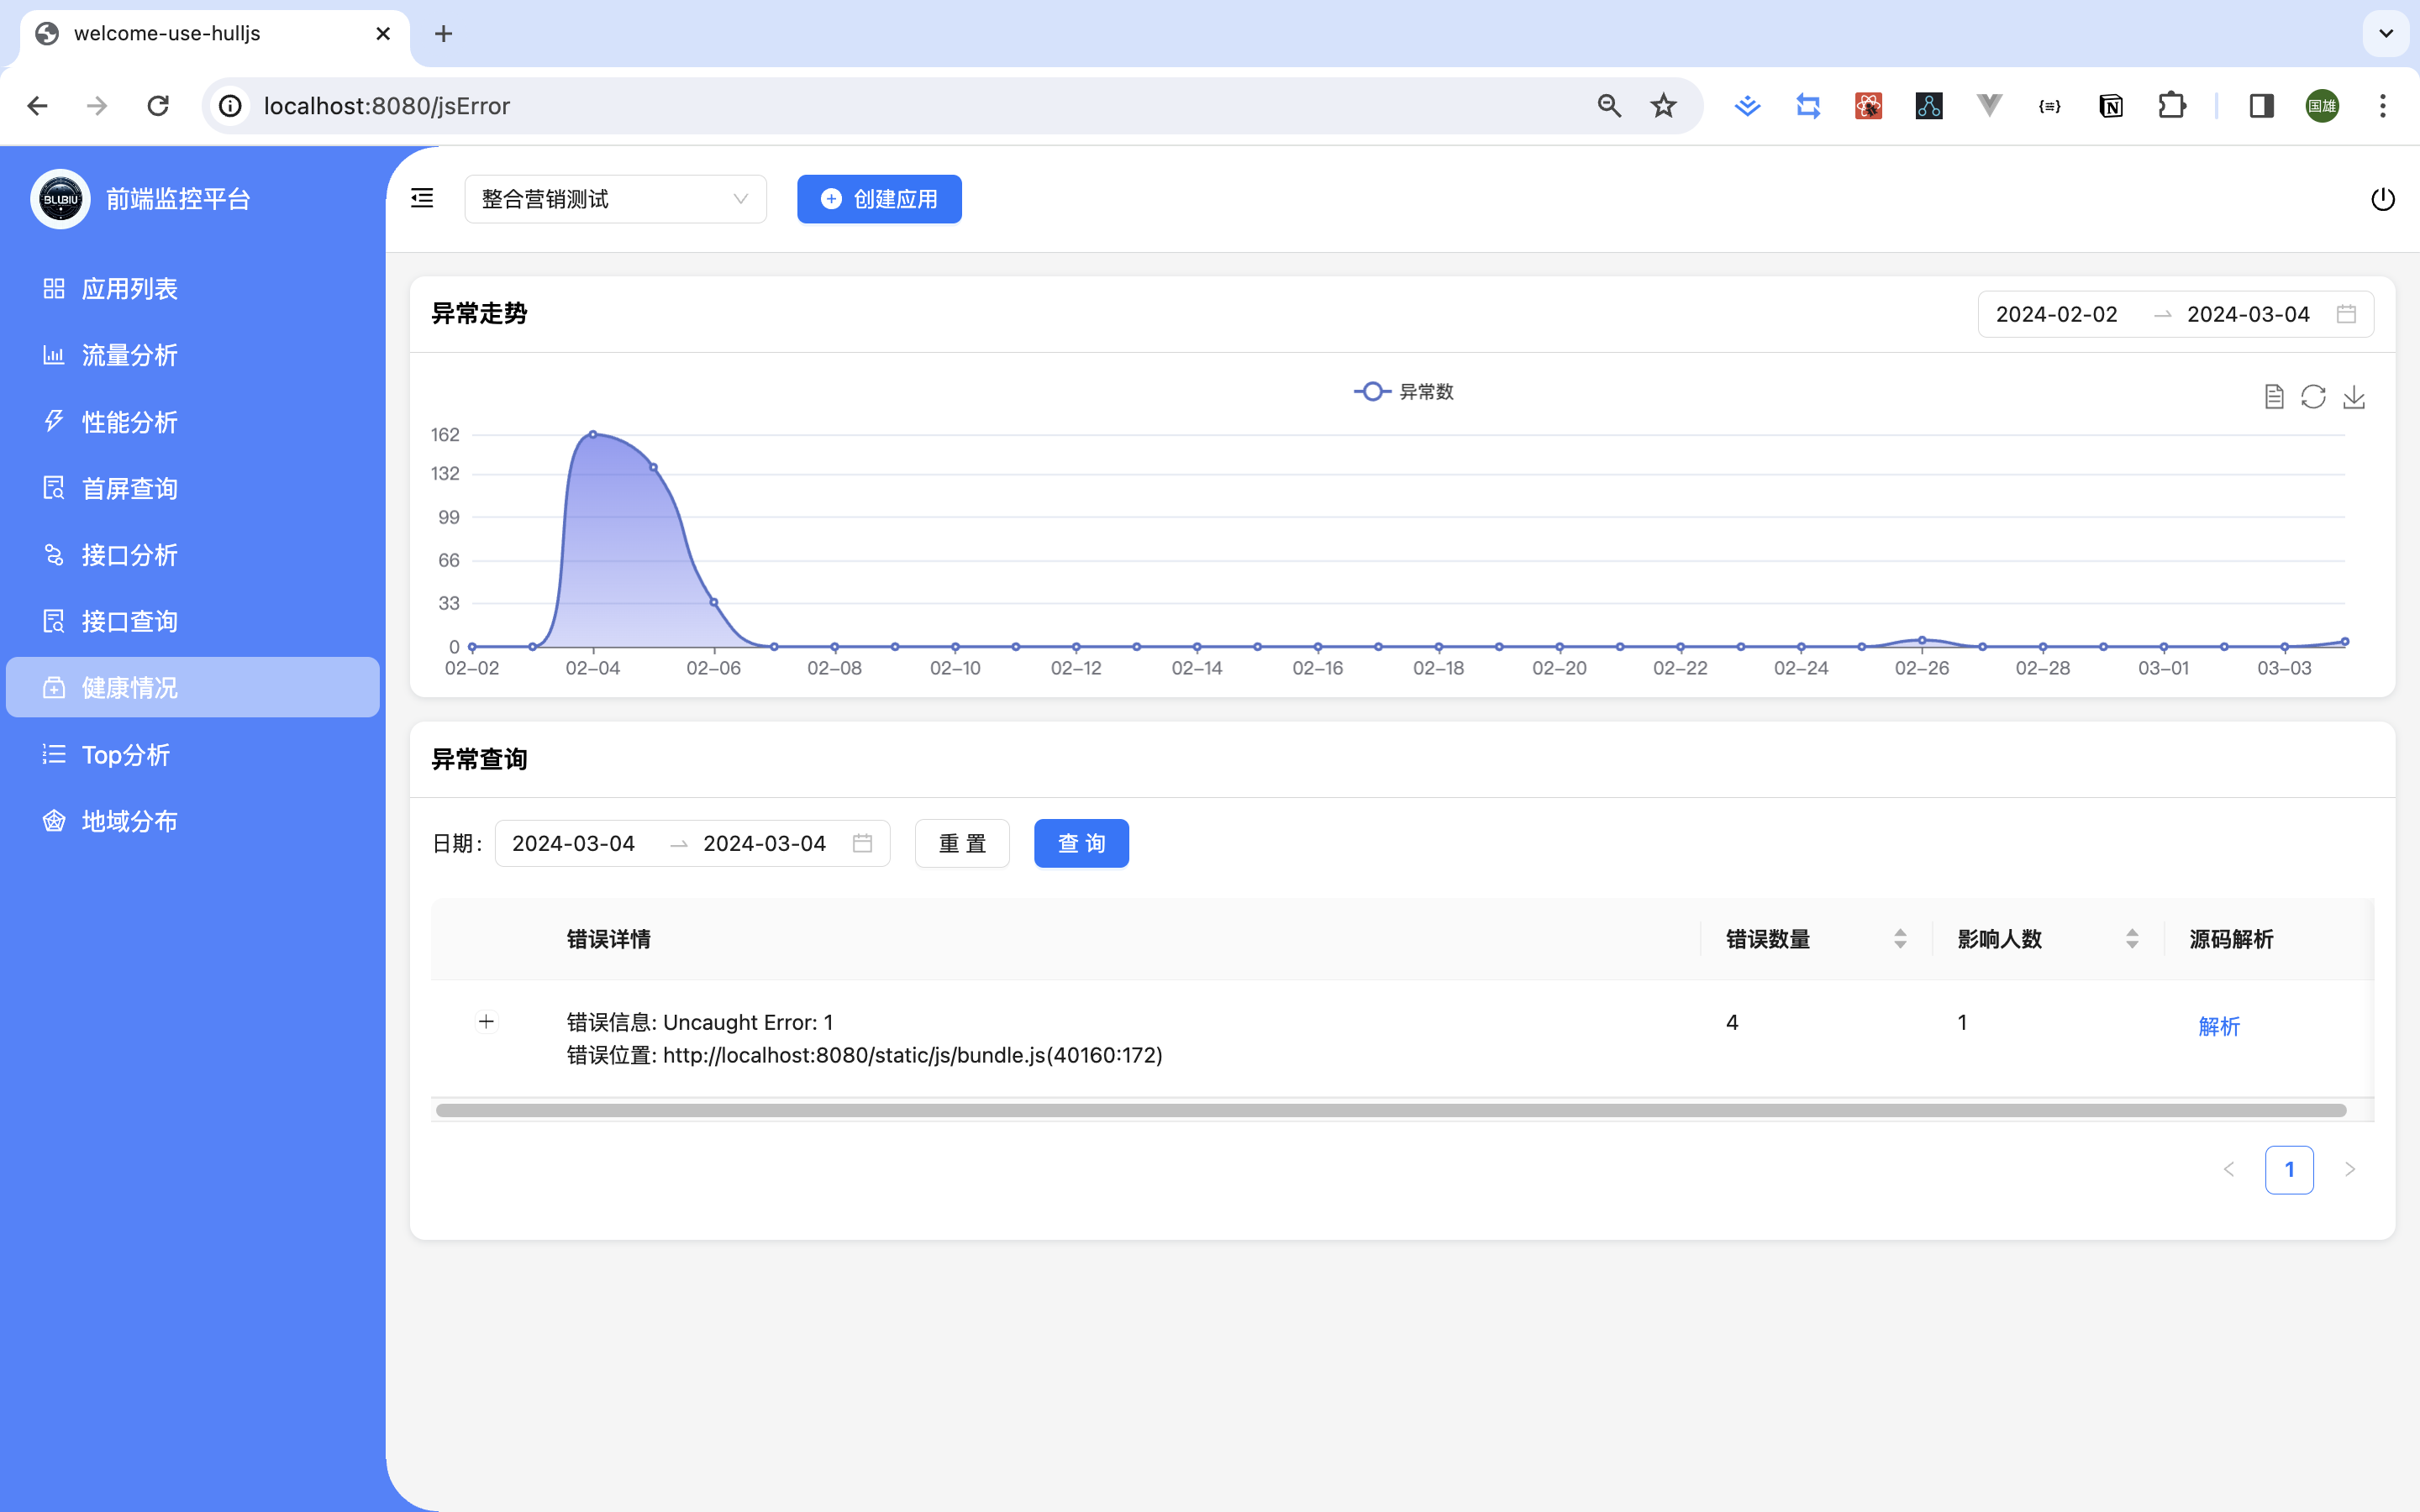 welcome-use-hulljs
localhost:8080/jsError
国雄
BLUBIU
前端监控平台
整合营销测试
创建应用
应用列表
流量分析
性能分析
首屏查询
接口分析
接口查询
健康情况
Top分析
地域分布
异常走势
2024-02-02 → 2024-03-04
异常数
162
132
99
66
33
0
02-02 02-04 02-06 02-08 02-10 02-12 02-14 02-16 02-18 02-20 02-22 02-24 02-26 02-28 03-01 03-03
异常查询
日期: 2024-03-04 → 2024-03-04 重置 查询
错误详情 错误数量 影响人数 源码解析
错误信息: Uncaught Error: 1 4 1 解析
错误位置: http://localhost:8080/static/js/bundle.js(40160:172)
1